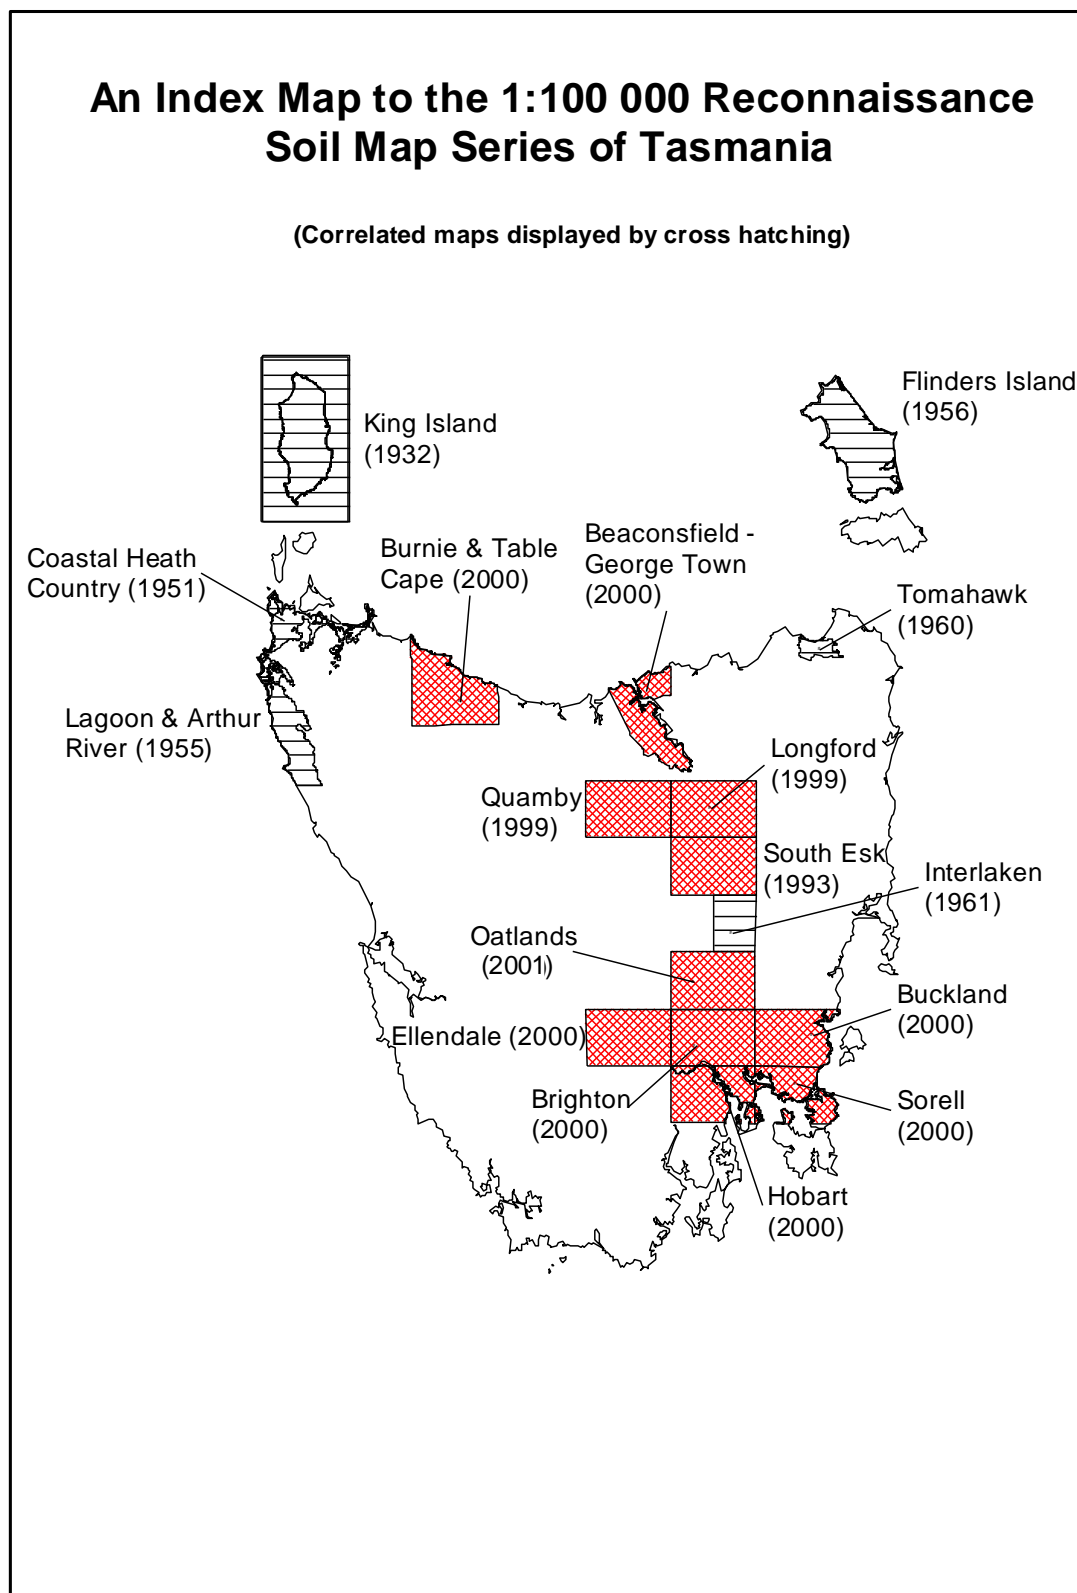 An Index Map to the 1:100 000 Reconnaissance
Soil Map Series of Tasmania
(Correlated maps displayed by cross hatching)
King Island
(1932)
Flinders Island
(1956)
Coastal Heath
Country (1951)
Burnie & Table
Cape (2000)
Beaconsfield -
George Town
(2000)
Tomahawk
(1960)
Lagoon & Arthur
River (1955)
Longford
(1999)
Quamby
(1999)
South Esk
(1993)
Interlaken
(1961)
Oatlands
(2001)
Buckland
(2000)
Ellendale (2000)
Brighton
(2000)
Sorell
(2000)
Hobart
(2000)